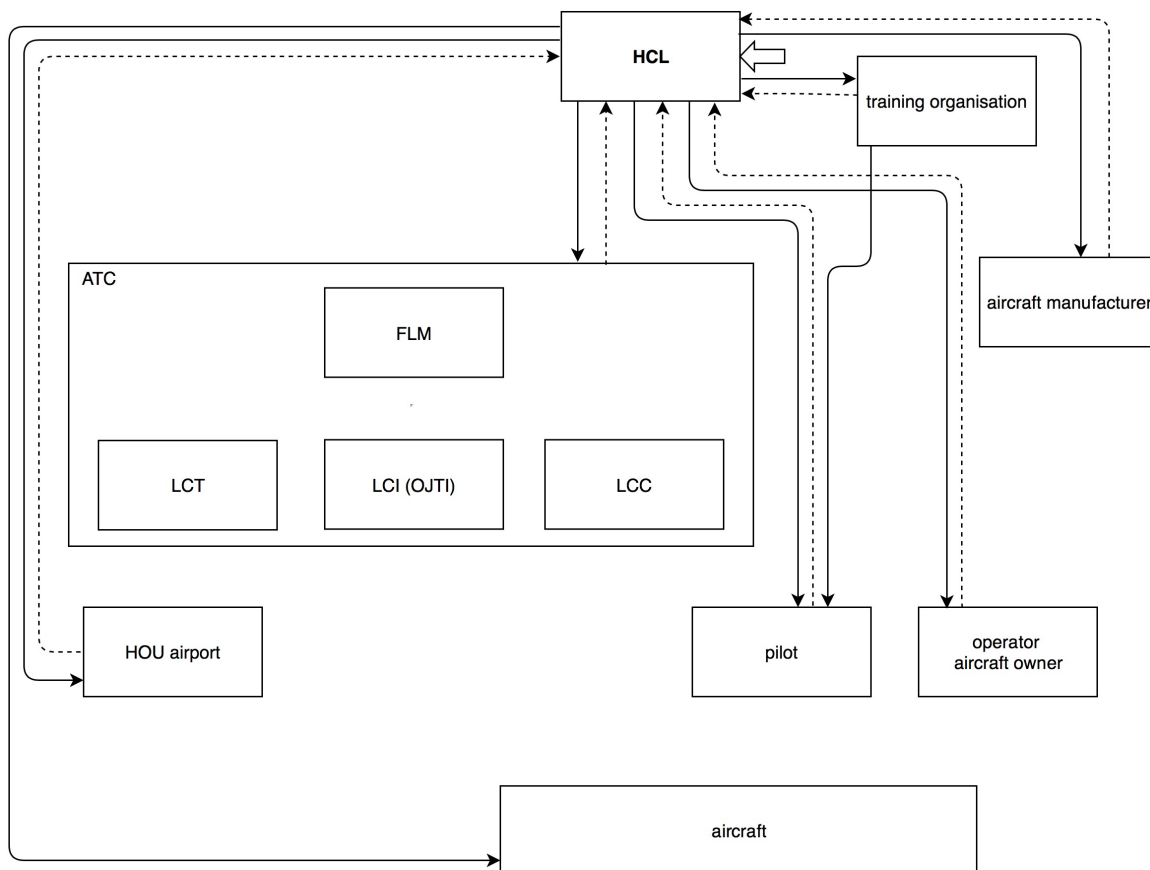 HCL
training organisation
ATC
FLM
aircraft manufacturer
LCT
LCI (OJTI)
LCC
HOU airport
pilot
operator
aircraft owner
aircraft